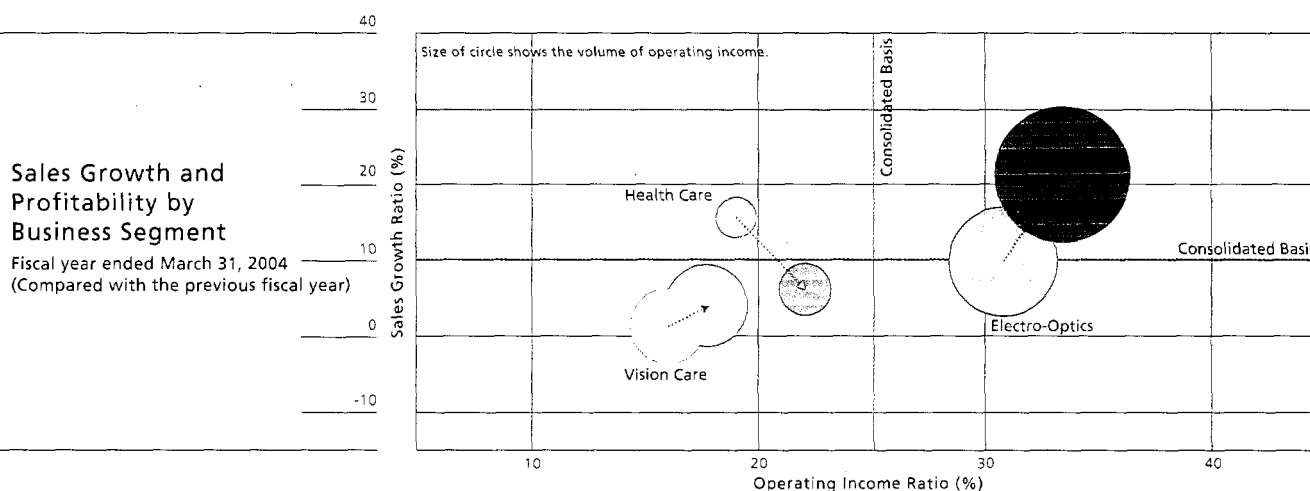 Sales Growth and
Profitability by
Business Segment
Fiscal year ended March 31, 2004
(Compared with the previous fiscal year)
40
30
20
10
0
-10
Sales Growth Ratio (%)
Size of circle shows the volume of operating income.
Consolidated Basis
Health Care
Vision Care
Electro-Optics
Consolidated Basis
10
20
30
40
Operating Income Ratio (%)